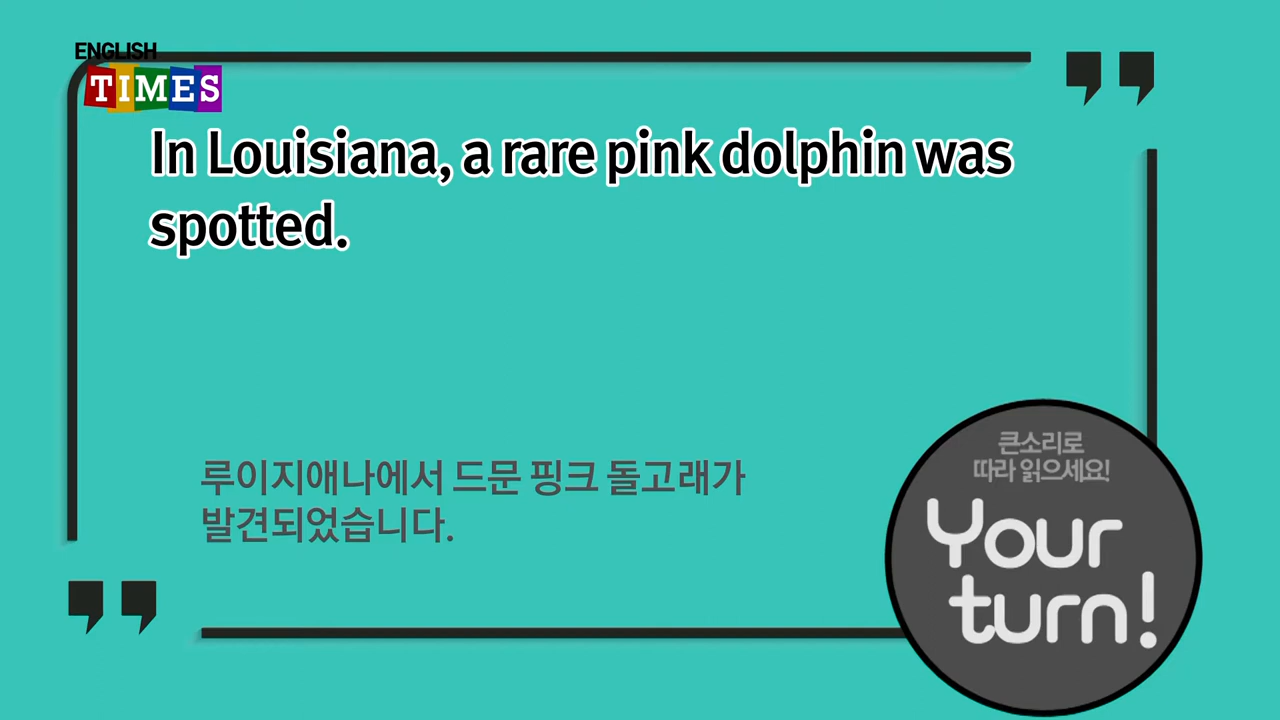 ENGLISH
TIMES
In Louisiana, a rare pink dolphin was
spotted.
루이지애나에서 드문 핑크 돌고래가
발견되었습니다.
큰소리로
따라 읽으세요!
Your
turn!